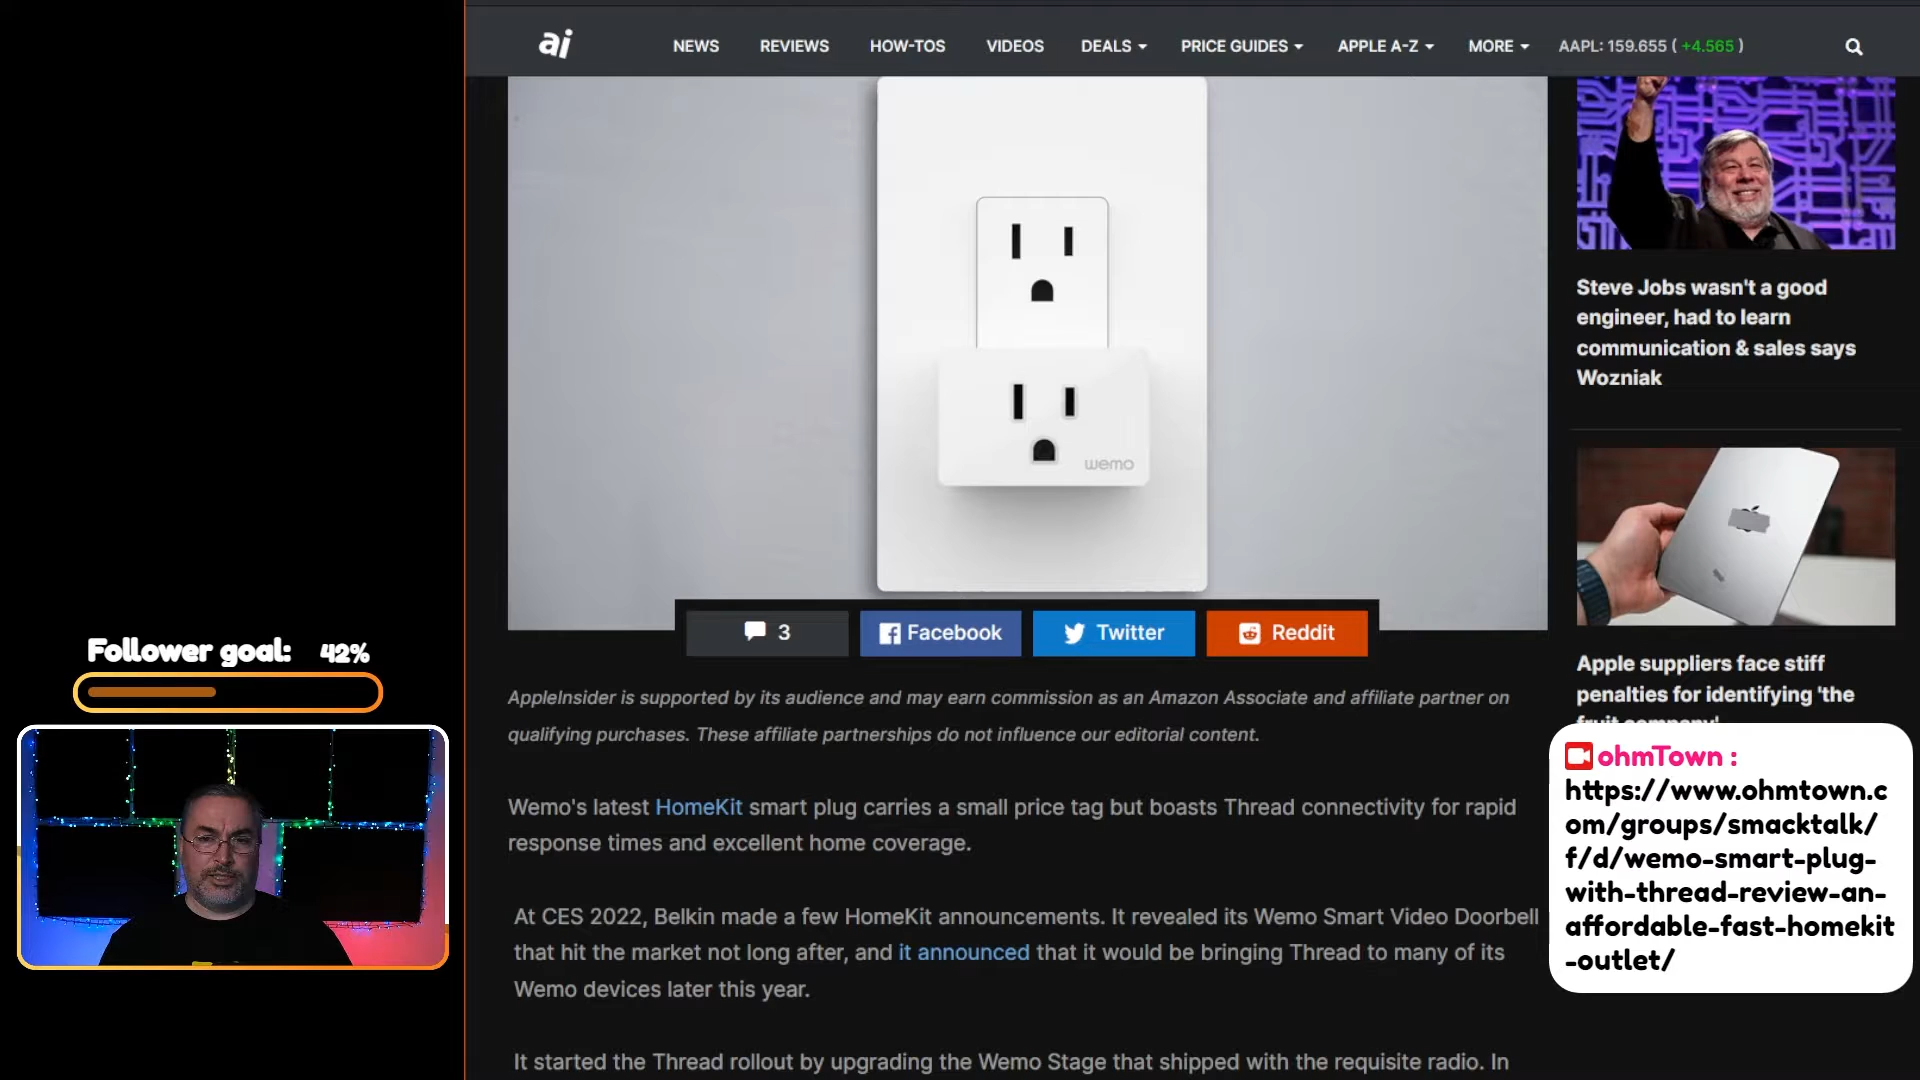 ai
NEWS REVIEWS HOW-TOS VIDEOS DEALS PRICE GUIDES APPLE A-Z MORE AAPL: 159.655 ( +4.565 )
wemo
3 Facebook Twitter Reddit
AppleInsider is supported by its audience and may earn commission as an Amazon Associate and affiliate partner on
qualifying purchases. These affiliate partnerships do not influence our editorial content.
Wemo's latest HomeKit smart plug carries a small price tag but boasts Thread connectivity for rapid
response times and excellent home coverage.
At CES 2022, Belkin made a few HomeKit announcements. It revealed its Wemo Smart Video Doorbell
that hit the market not long after, and it announced that it would be bringing Thread to many of its
Wemo devices later this year.
It started the Thread rollout by upgrading the Wemo Stage that shipped with the requisite radio. In
Steve Jobs wasn't a good
engineer, had to learn
communication & sales says
Wozniak
Apple suppliers face stiff
penalties for identifying 'the
fruit company'
ohmTown :
https://www.ohmtown.c
om/groups/smacktalk/
f/d/wemo-smart-plug-
with-thread-review-an-
affordable-fast-homekit
-outlet/
Follower goal: 42%